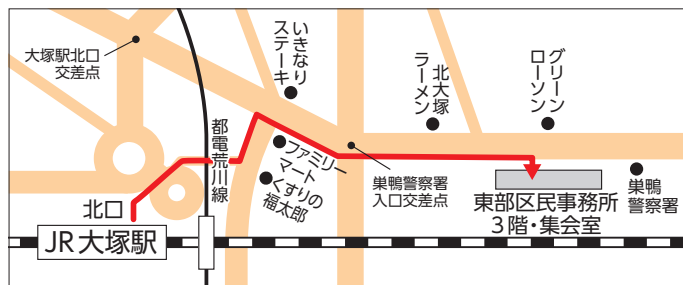 大塚駅北口
交差点
いきなり
ステーキ
北大塚
ラーメン
グリーン
ローソン
都電荒川線
ファミリー
マート
くすりの
福太郎
巣鴨警察署
入口交差点
巣鴨
警察署
東部区民事務所
3階・集会室
北口
JR大塚駅